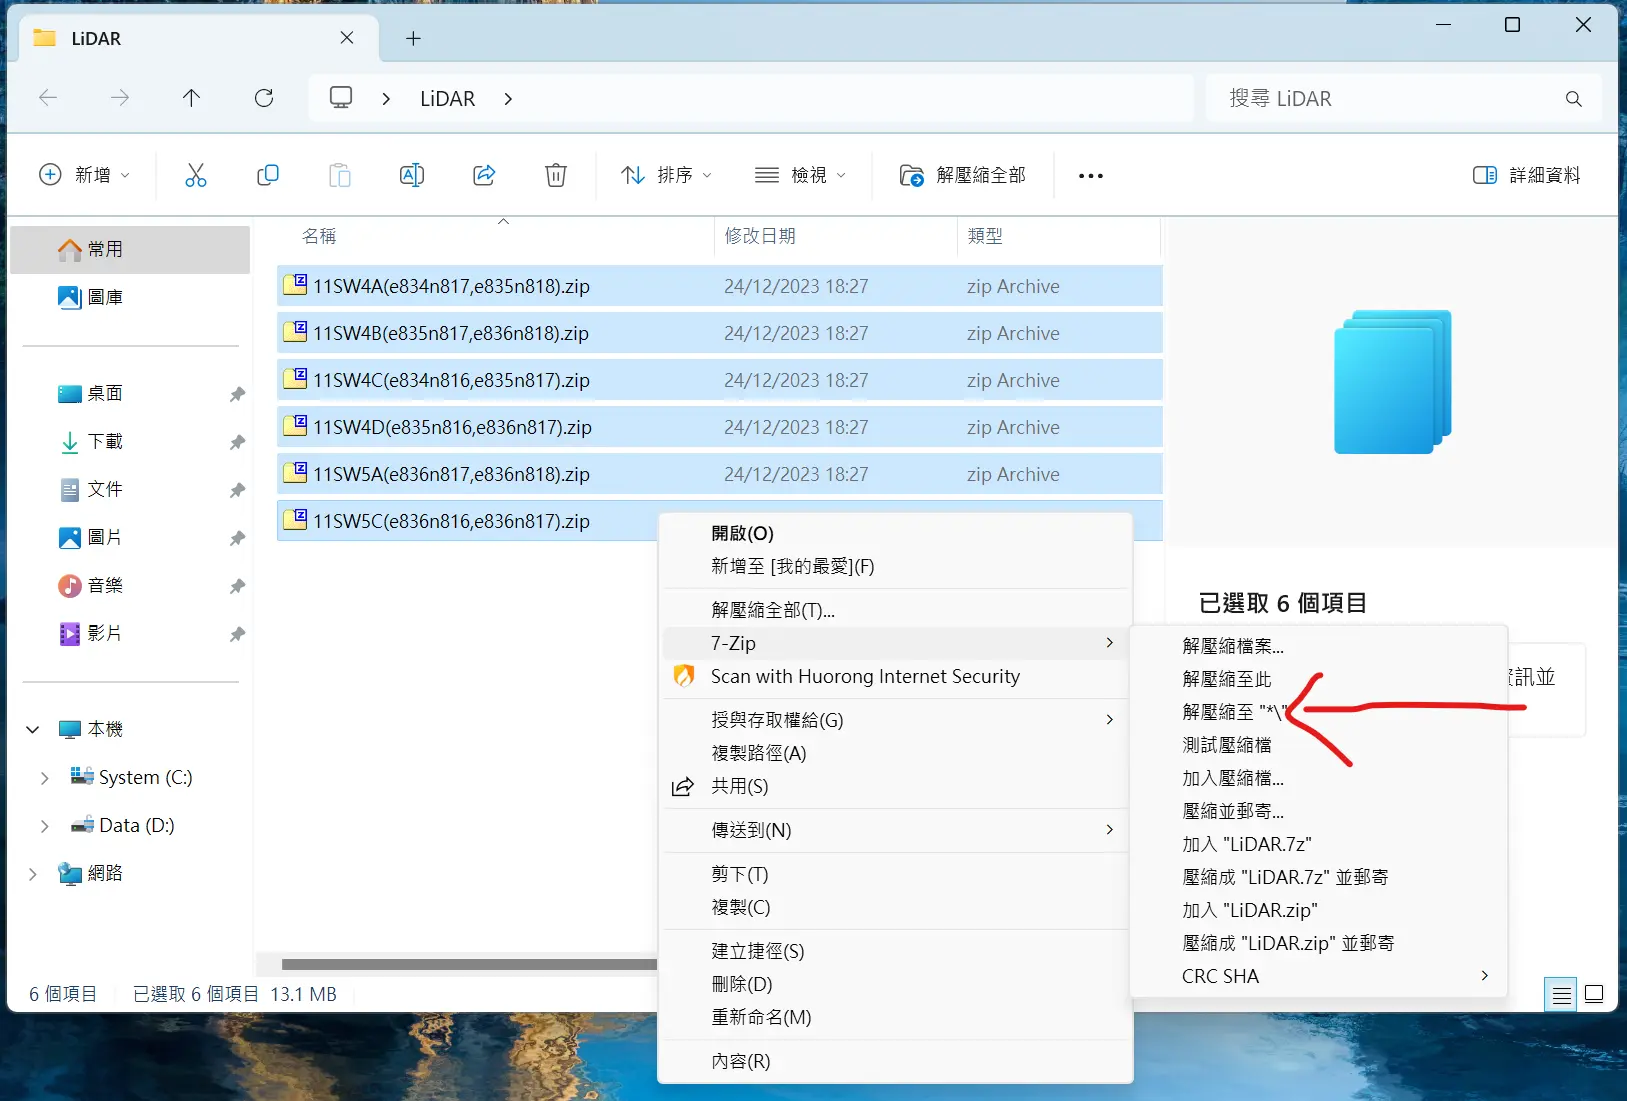 LiDAR
LiDAR
搜尋 LiDAR
新增
排序
檢視
解壓縮全部
詳細資料
常用
圖庫
桌面
下載
文件
圖片
音樂
影片
本機
System (C:)
Data (D:)
網路
名稱 修改日期 類型
11SW4A(e834n817,e835n818).zip 24/12/2023 18:27 zip Archive
11SW4B(e835n817,e836n818).zip 24/12/2023 18:27 zip Archive
11SW4C(e834n816,e835n817).zip 24/12/2023 18:27 zip Archive
11SW4D(e835n816,e836n817).zip 24/12/2023 18:27 zip Archive
11SW5A(e836n817,e836n818).zip 24/12/2023 18:27 zip Archive
11SW5C(e836n816,e836n817).zip
開啟(O)
新增至 [我的最愛](F)
解壓縮全部(T)...
7-Zip
Scan with Huorong Internet Security
授與存取權給(G)
複製路徑(A)
共用(S)
傳送到(N)
剪下(T)
複製(C)
建立捷徑(S)
刪除(D)
重新命名(M)
內容(R)
解壓縮檔案...
解壓縮至此
解壓縮至 "*\"
測試壓縮檔
加入壓縮檔...
壓縮並郵寄...
加入 "LiDAR.7z"
壓縮成 "LiDAR.7z" 並郵寄
加入 "LiDAR.zip"
壓縮成 "LiDAR.zip" 並郵寄
CRC SHA
已選取 6 個項目
訊並
6 個項目 已選取 6 個項目 13.1 MB